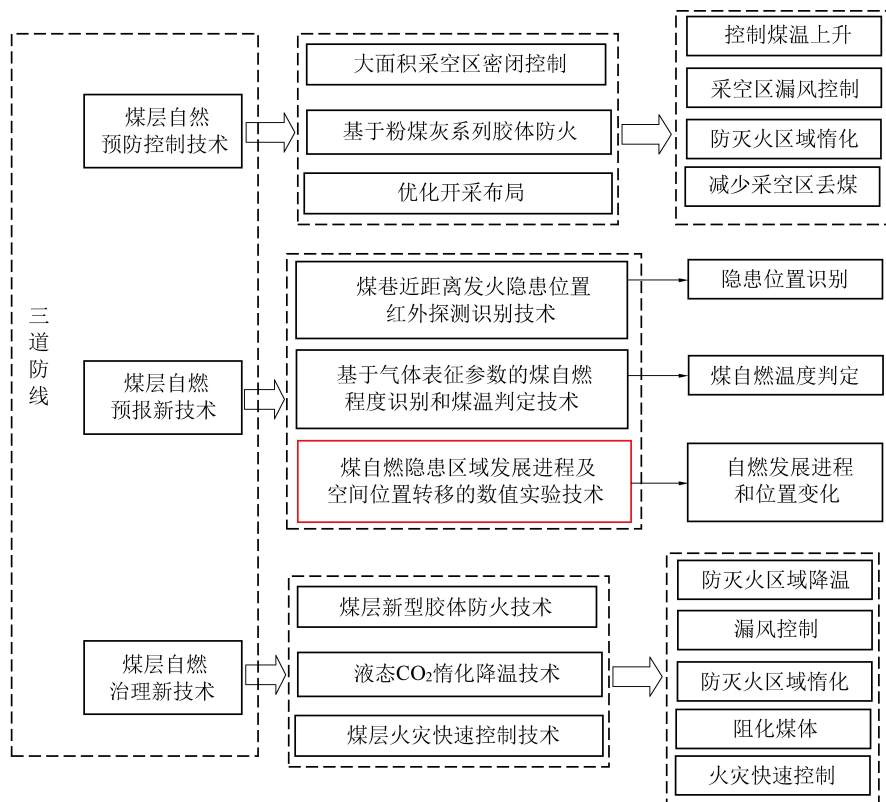 三道防线
煤层自然
预防控制技术
大面积采空区密闭控制
基于粉煤灰系列胶体防火
优化开采布局
控制煤温上升
采空区漏风控制
防灭火区域惰化
减少采空区丢煤
煤层自燃
预报新技术
煤巷近距离发火隐患位置
红外探测识别技术
隐患位置识别
基于气体表征参数的煤自燃
程度识别和煤温判定技术
煤自燃温度判定
煤自燃隐患区域发展进程及
空间位置转移的数值实验技术
自燃发展进程
和位置变化
煤层自燃
治理新技术
煤层新型胶体防火技术
液态CO₂惰化降温技术
煤层火灾快速控制技术
防灭火区域降温
漏风控制
防灭火区域惰化
阻化煤体
火灾快速控制